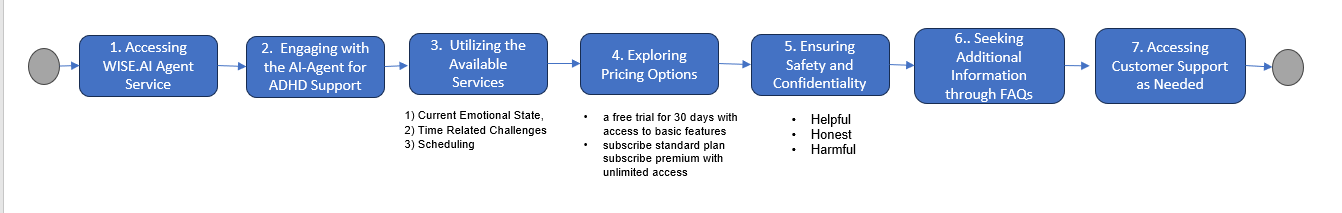 1. Accessing
WISE.AI Agent
Service
2.  Engaging with
the AI-Agent for
ADHD Support
3.  Utilizing the
Available
Services
4. Exploring
Pricing Options
5. Ensuring
Safety and
Confidentiality
6.. Seeking
Additional
Information
through FAQs
7. Accessing
Customer Support
as Needed
1) Current Emotional State,
2) Time Related Challenges
3) Scheduling
• a free trial for 30 days with
access to basic features
• subscribe standard plan
subscribe premium with
unlimited access
• Helpful
• Honest
• Harmful